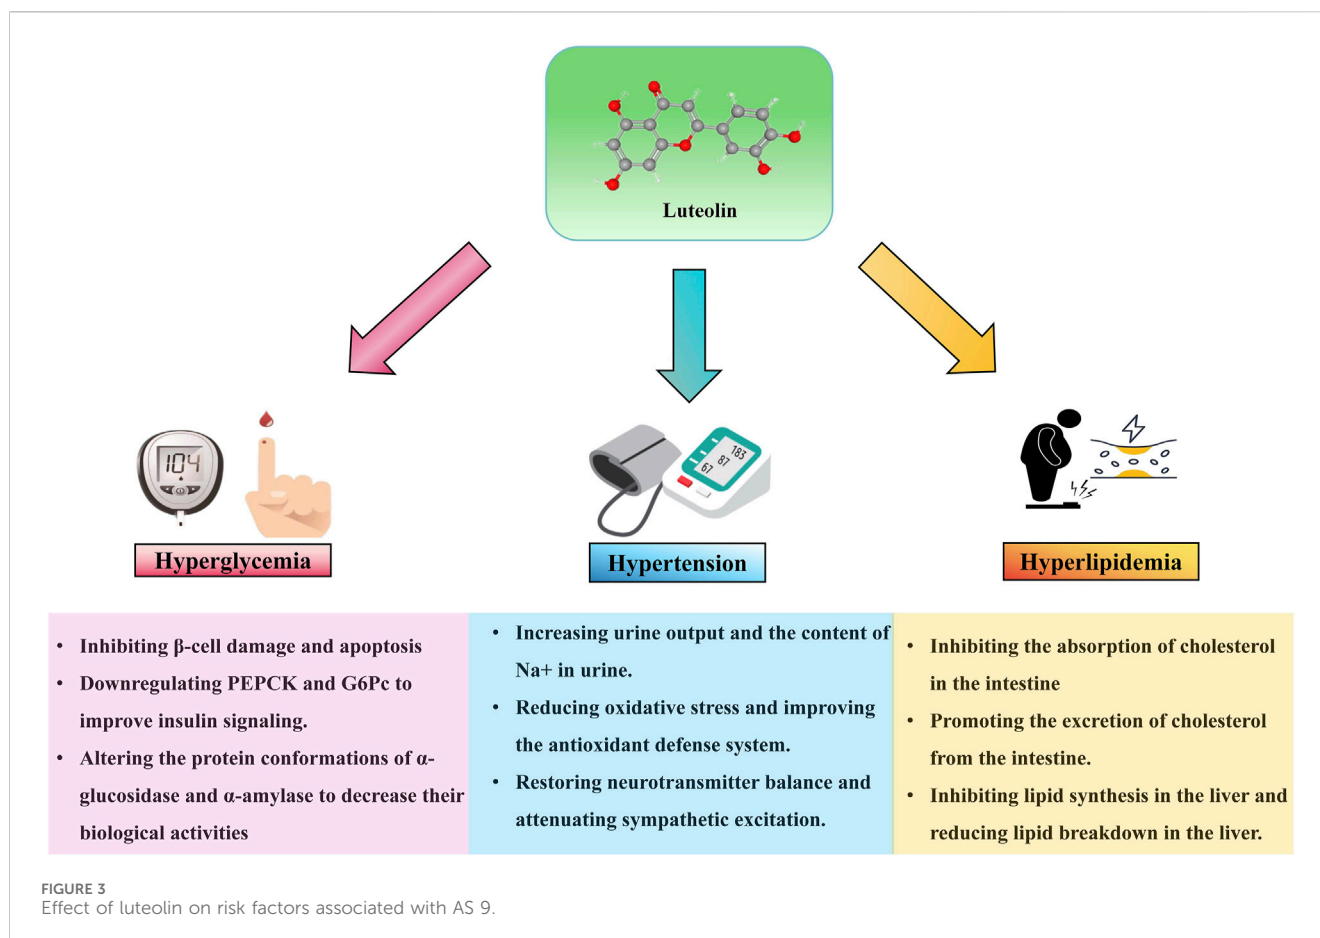 Luteolin
104
183
87
67
Hyperglycemia
Hypertension
Hyperlipidemia
• Inhibiting β-cell damage and apoptosis
• Downregulating PEPCK and G6Pc to
improve insulin signaling.
• Altering the protein conformations of α-
glucosidase and α-amylase to decrease their
biological activities
• Increasing urine output and the content of
Na+ in urine.
• Reducing oxidative stress and improving
the antioxidant defense system.
• Restoring neurotransmitter balance and
attenuating sympathetic excitation.
• Inhibiting the absorption of cholesterol
in the intestine
• Promoting the excretion of cholesterol
from the intestine.
• Inhibiting lipid synthesis in the liver and
reducing lipid breakdown in the liver.
FIGURE 3
Effect of luteolin on risk factors associated with AS 9.